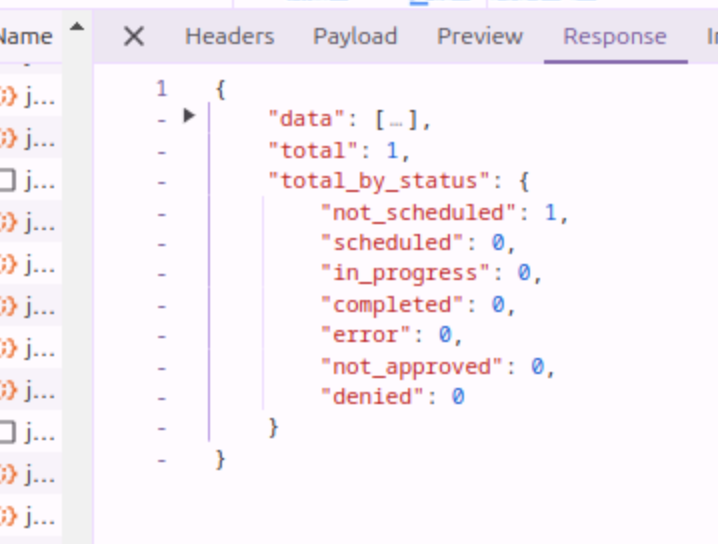 Name
Headers Payload Preview Response
j...
j...
j...
j...
j...
j...
j...
j...
j...
j...
j...
1 {
- "data": […],
- "total": 1,
- "total_by_status": {
- "not_scheduled": 1,
- "scheduled": 0,
- "in_progress": 0,
- "completed": 0,
- "error": 0,
- "not_approved": 0,
- "denied": 0
- }
- }